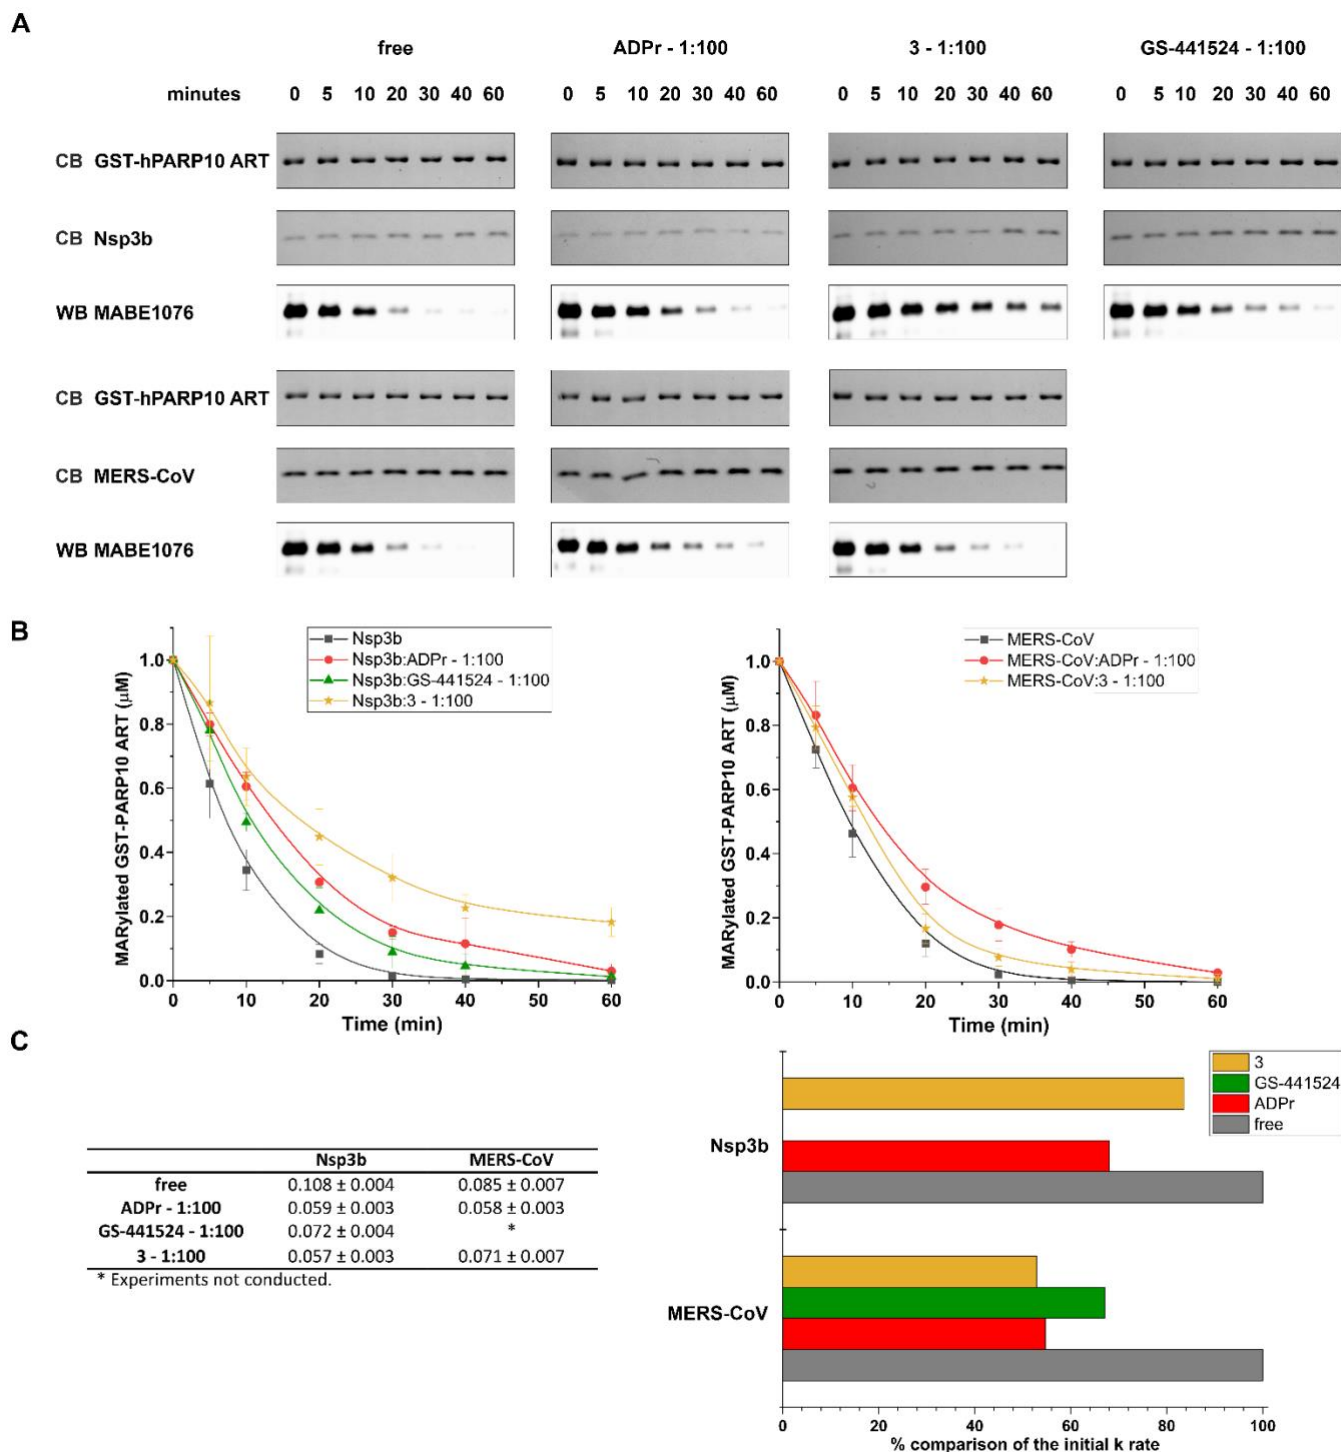 A
free ADPr - 1:100 3 - 1:100 GS-441524 - 1:100
minutes 0 5 10 20 30 40 60 0 5 10 20 30 40 60 0 5 10 20 30 40 60 0 5 10 20 30 40 60
CB GST-hPARP10 ART
CB Nsp3b
WB MABE1076
CB GST-hPARP10 ART
CB MERS-CoV
WB MABE1076
B
MARylated GST-PARP10 ART (μM)
1.0
0.8
0.6
0.4
0.2
0.0
0 10 20 30 40 50 60
Time (min)
Nsp3b
Nsp3b:ADPr - 1:100
Nsp3b:GS-441524 - 1:100
Nsp3b:3 - 1:100
MARylated GST-PARP10 ART (μM)
1.0
0.8
0.6
0.4
0.2
0.0
0 10 20 30 40 50 60
Time (min)
MERS-CoV
MERS-CoV:ADPr - 1:100
MERS-CoV:3 - 1:100
C
Nsp3b MERS-CoV
free 0.108 ± 0.004 0.085 ± 0.007
ADPr - 1:100 0.059 ± 0.003 0.058 ± 0.003
GS-441524 - 1:100 0.072 ± 0.004 *
3 - 1:100 0.057 ± 0.003 0.071 ± 0.007
* Experiments not conducted.
3
GS-441524
ADPr
free
Nsp3b
MERS-CoV
0 20 40 60 80 100
% comparison of the initial k rate